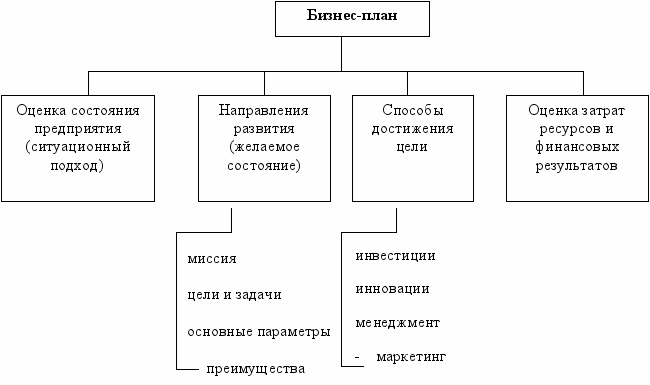 Бизнес-план
Оценка состояния
предприятия
(ситуационный
подход)
Направления
развития
(желаемое
состояние)
Способы
достижения
цели
Оценка затрат
ресурсов и
финансовых
результатов
миссия
цели и задачи
основные параметры
преимущества
инвестиции
инновации
менеджмент
- маркетинг